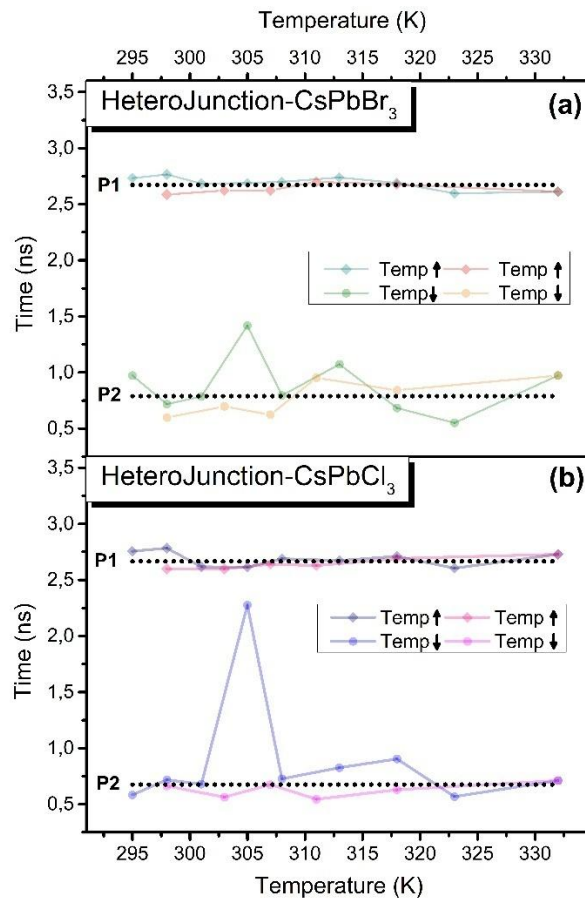 Temperature (K)
295 300 305 310 315 320 325 330
3,5
HeteroJunction-CsPbBr₃
(a)
3,0
P1
2,5
2,0
Temp ↑ Temp ↑
Temp ↓ Temp ↓
Time (ns)
1,5
1,0
P2
0,5
3,5
HeteroJunction-CsPbCl₃
(b)
3,0
P1
2,5
Temp ↑ Temp ↑
Temp ↓ Temp ↓
2,0
Time (ns)
1,5
1,0
P2
0,5
295 300 305 310 315 320 325 330
Temperature (K)